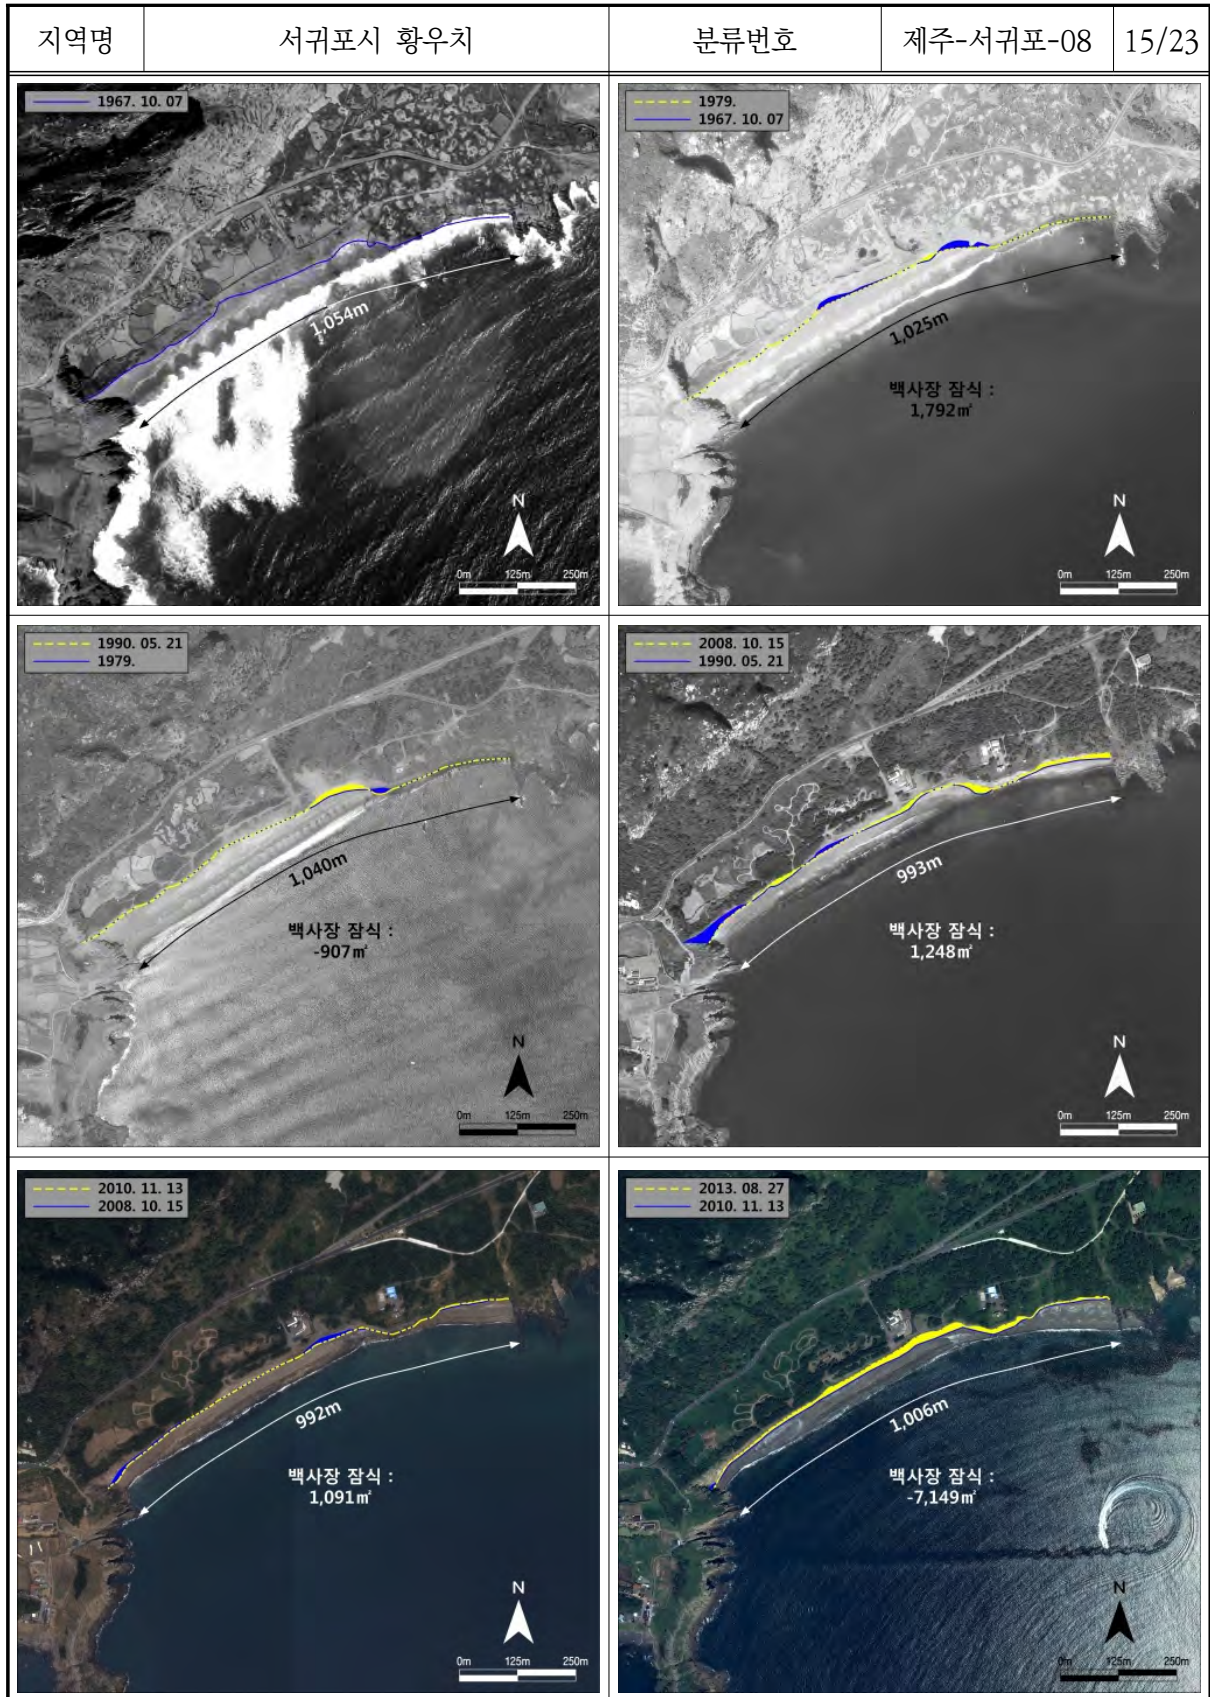 지역명 서귀포시 황우치 분류번호 제주-서귀포-08 15/23
1967. 10. 07
1,054m
N
0m 125m 250m
1979.
1967. 10. 07
1,025m
백사장 잠식 :
1,792㎡
N
0m 125m 250m
1990. 05. 21
1979.
1,040m
백사장 잠식 :
-907㎡
N
0m 125m 250m
2008. 10. 15
1990. 05. 21
993m
백사장 잠식 :
1,248㎡
N
0m 125m 250m
2010. 11. 13
2008. 10. 15
992m
백사장 잠식 :
1,091㎡
N
0m 125m 250m
2013. 08. 27
2010. 11. 13
1,006m
백사장 잠식 :
-7,149㎡
N
0m 125m 250m